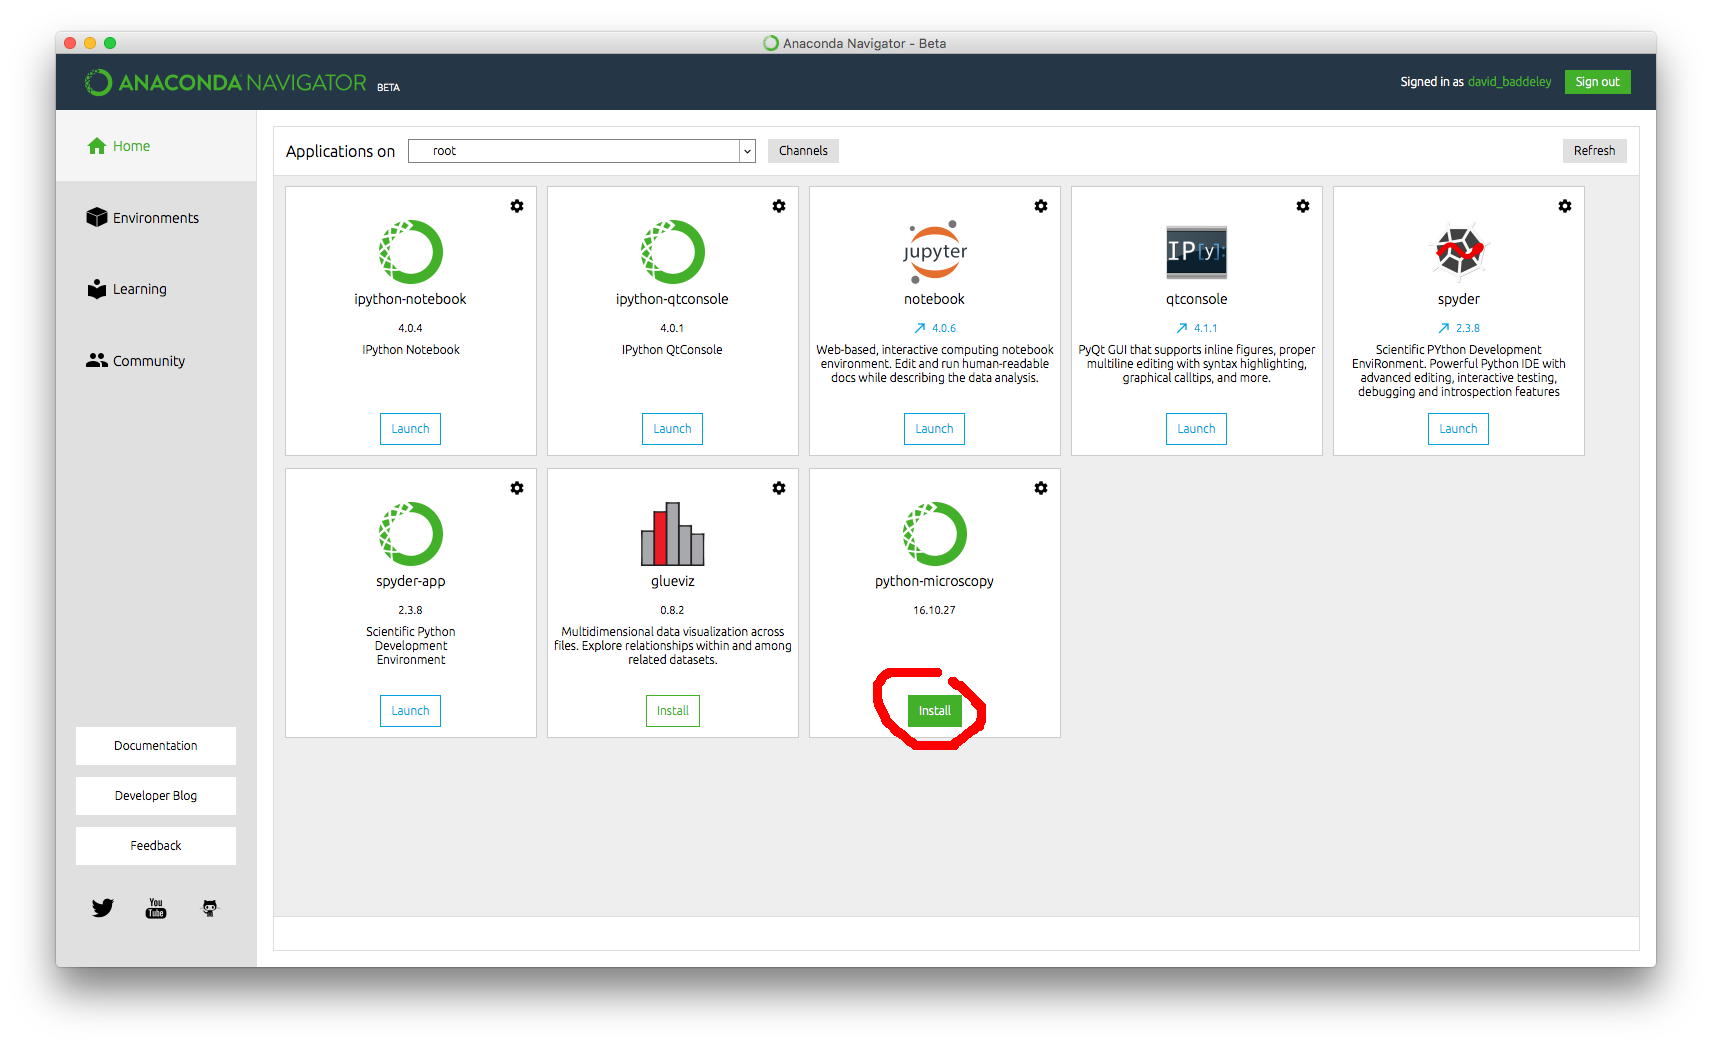 Anaconda Navigator - Beta
ANACONDA NAVIGATOR BETA
Signed in as david_baddeley
Sign out
Home
Environments
Learning
Community
Documentation
Developer Blog
Feedback
You
Tube
Applications on
root
Channels
Refresh
ipython-notebook
4.0.4
IPython Notebook
Launch
ipython-qtconsole
4.0.1
IPython QtConsole
Launch
jupyter
notebook
4.0.6
Web-based, interactive computing notebook
environment. Edit and run human-readable
docs while describing the data analysis.
Launch
IP[y]:
qtconsole
4.1.1
PyQt GUI that supports inline figures, proper
multiline editing with syntax highlighting,
graphical calltips, and more.
Launch
spyder
2.3.8
Scientific PYthon Development
EnviRonment. Powerful Python IDE with
advanced editing, interactive testing,
debugging and introspection features
Launch
spyder-app
2.3.8
Scientific Python
Development
Environment
Launch
glueviz
0.8.2
Multidimensional data visualization across
files. Explore relationships within and among
related datasets.
Install
python-microscopy
16.10.27
Install